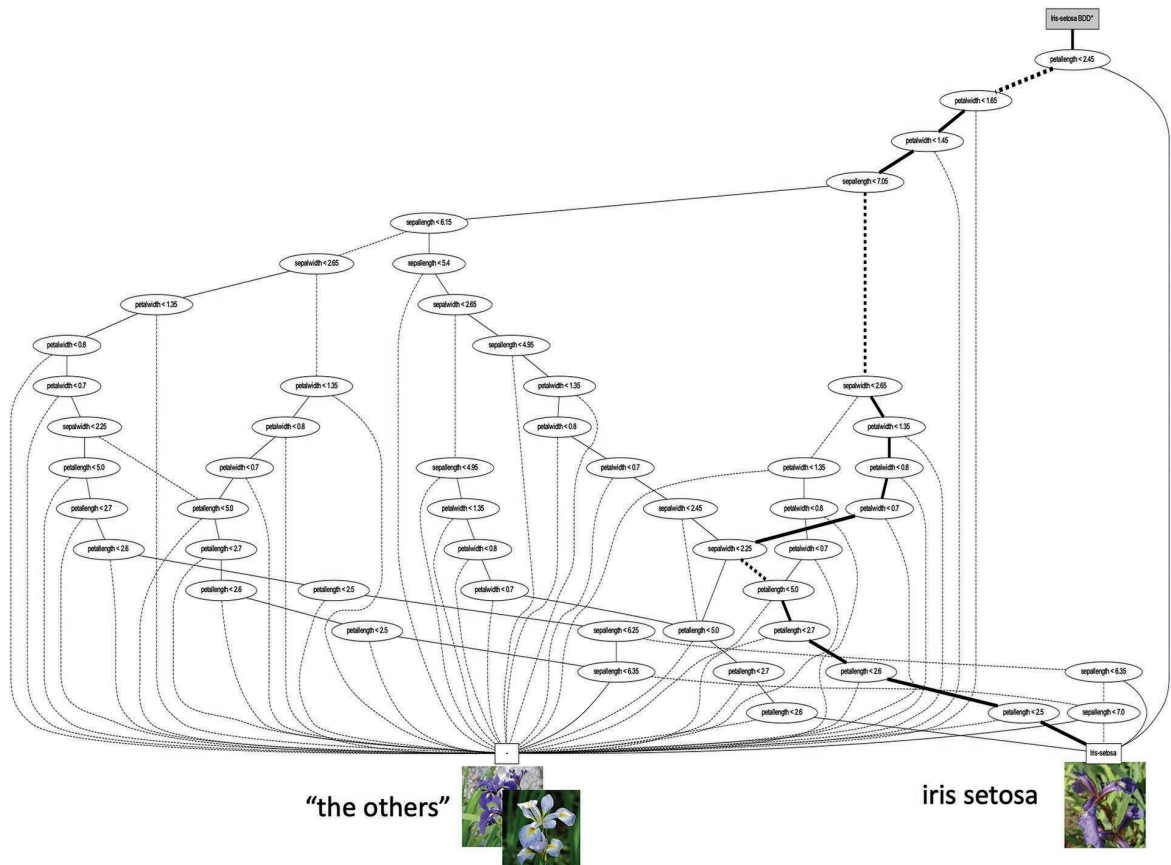 Iris-setosa BDD*
petallength < 2.45
petalwidth < 1.65
petalwidth < 1.45
sepallength < 7.05
sepallength < 6.15
sepalwidth < 2.65
sepallength < 5.4
petalwidth < 1.35
sepalwidth < 2.65
petalwidth < 0.8
sepallength < 4.95
petalwidth < 0.7
petalwidth < 1.35
petalwidth < 1.35
sepalwidth < 2.65
sepalwidth < 2.25
petalwidth < 0.8
petalwidth < 0.8
petalwidth < 1.35
petallength < 5.0
petalwidth < 0.7
sepallength < 4.95
petalwidth < 0.7
petalwidth < 1.35
petalwidth < 0.8
petallength < 2.7
petallength < 5.0
petalwidth < 1.35
sepalwidth < 2.45
petalwidth < 0.8
petalwidth < 0.7
petallength < 2.6
petallength < 2.7
petalwidth < 0.8
sepalwidth < 2.25
petalwidth < 0.7
petallength < 2.6
petallength < 2.5
petalwidth < 0.7
petallength < 5.0
petallength < 2.5
sepallength < 6.25
petallength < 5.0
petallength < 2.7
sepallength < 6.35
petallength < 2.7
petallength < 2.6
sepallength < 6.35
petallength < 2.6
petallength < 2.5
sepallength < 7.0
-
Iris-setosa
“the others”
iris setosa